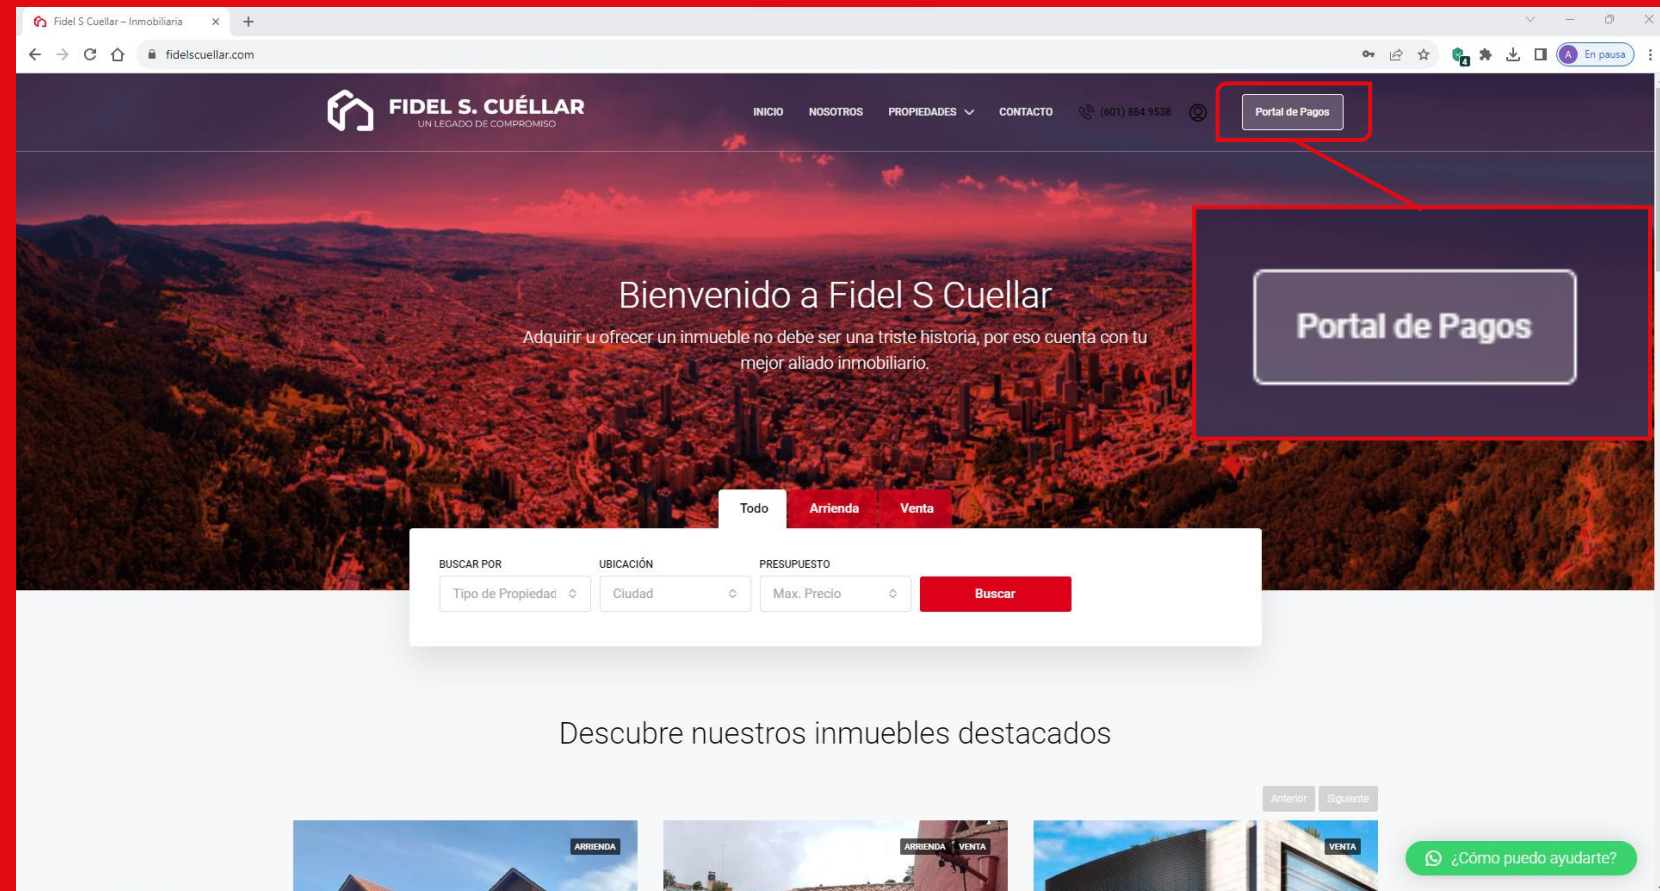 Fidel S Cuellar – Inmobiliaria
fidelscuellar.com
4
A En pausa
FIDEL S. CUÉLLAR
UN LEGADO DE COMPROMISO
INICIO NOSOTROS PROPIEDADES CONTACTO (601) 884 9538 Portal de Pagos
Portal de Pagos
Bienvenido a Fidel S Cuellar
Adquirir u ofrecer un inmueble no debe ser una triste historia, por eso cuenta con tu
mejor aliado inmobiliario.
Todo Arrienda Venta
BUSCAR POR UBICACIÓN PRESUPUESTO
Tipo de Propiedad Ciudad Max. Precio Buscar
Descubre nuestros inmuebles destacados
Anterior Siguiente
ARRIENDA ARRIENDA VENTA VENTA
¿Cómo puedo ayudarte?